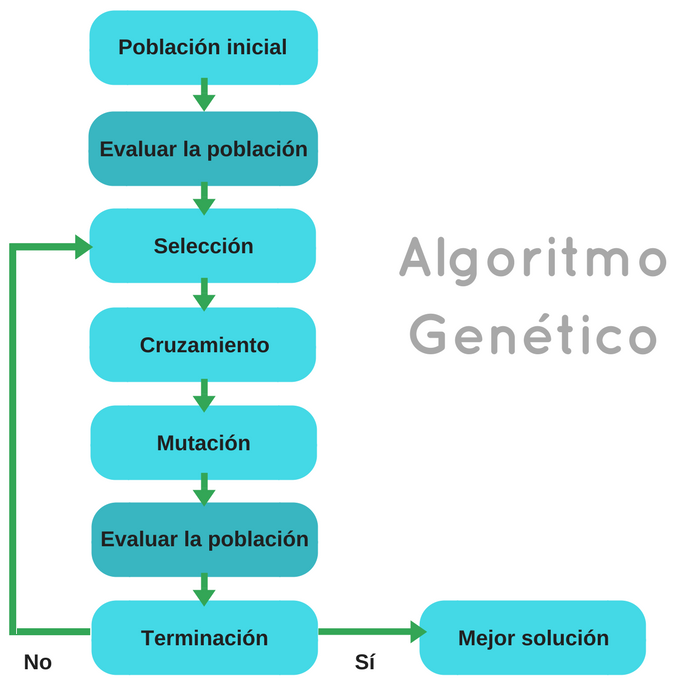 Población inicial
Evaluar la población
Selección
Algoritmo
Genético
Cruzamiento
Mutación
Evaluar la población
Terminación
Mejor solución
No
Sí